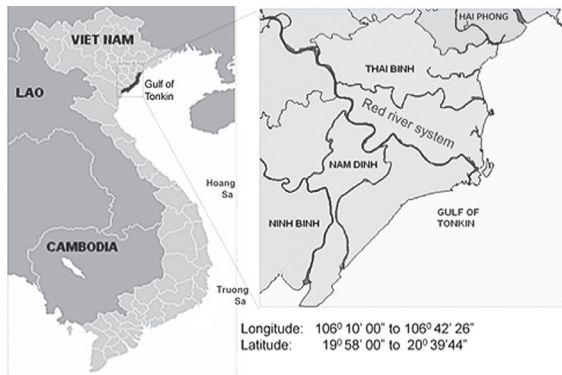 VIET NAM
LAO
Gulf of
Tonkin
Hoang
Sa
CAMBODIA
Truong
Sa
HAI PHONG
THAI BINH
Red river system
NAM DINH
NINH BINH
GULF OF
TONKIN
Longitude: 106⁰ 10' 00" to 106⁰ 42' 26"
Latitude: 19⁰ 58' 00" to 20⁰ 39'44"